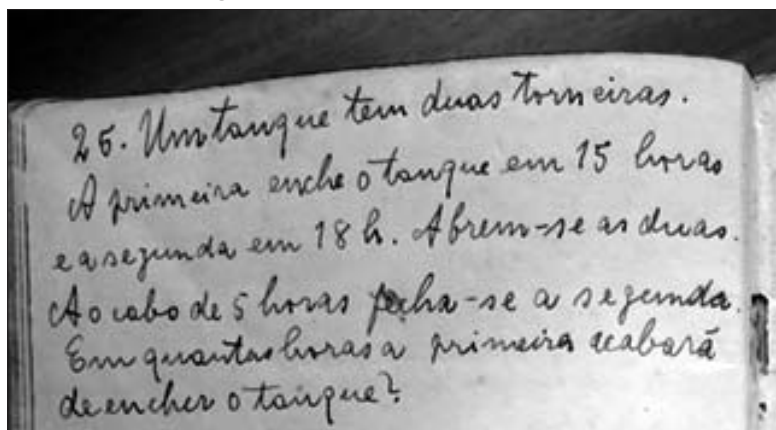 26. Um tanque tem duas torneiras.
A primeira enche o tanque em 15 horas
e a segunda em 18 h. Abrem-se as duas.
Ao cabo de 5 horas fecha-se a segunda.
Em quantas horas a primeira acabará
de encher o tanque?